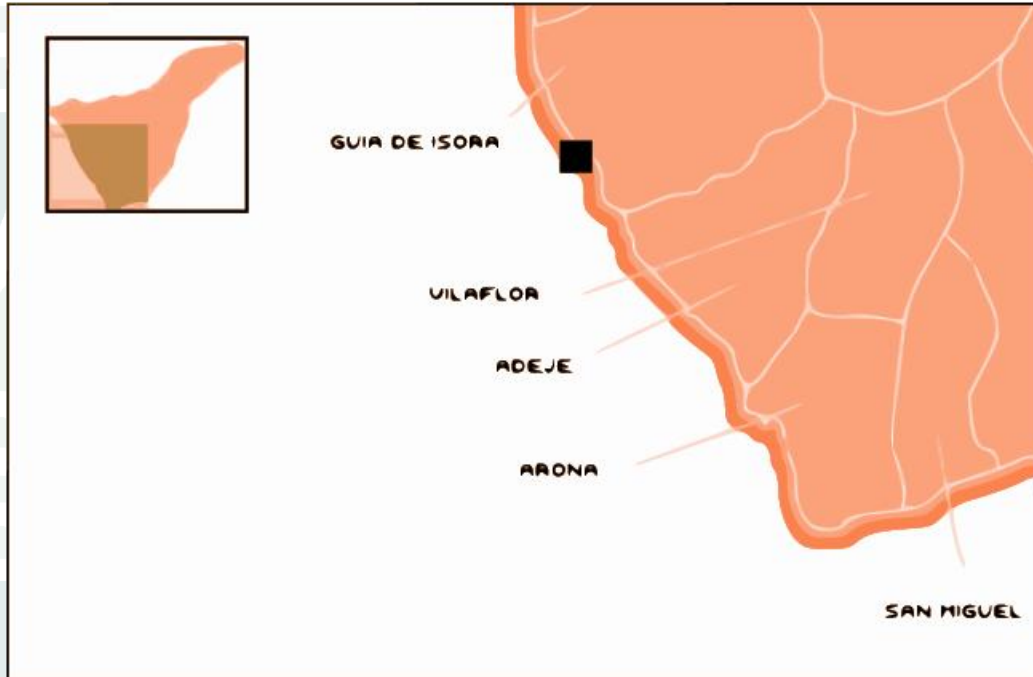 GUIA DE ISORA
VILAFLOR
ADEJE
ARONA
SAN MIGUEL